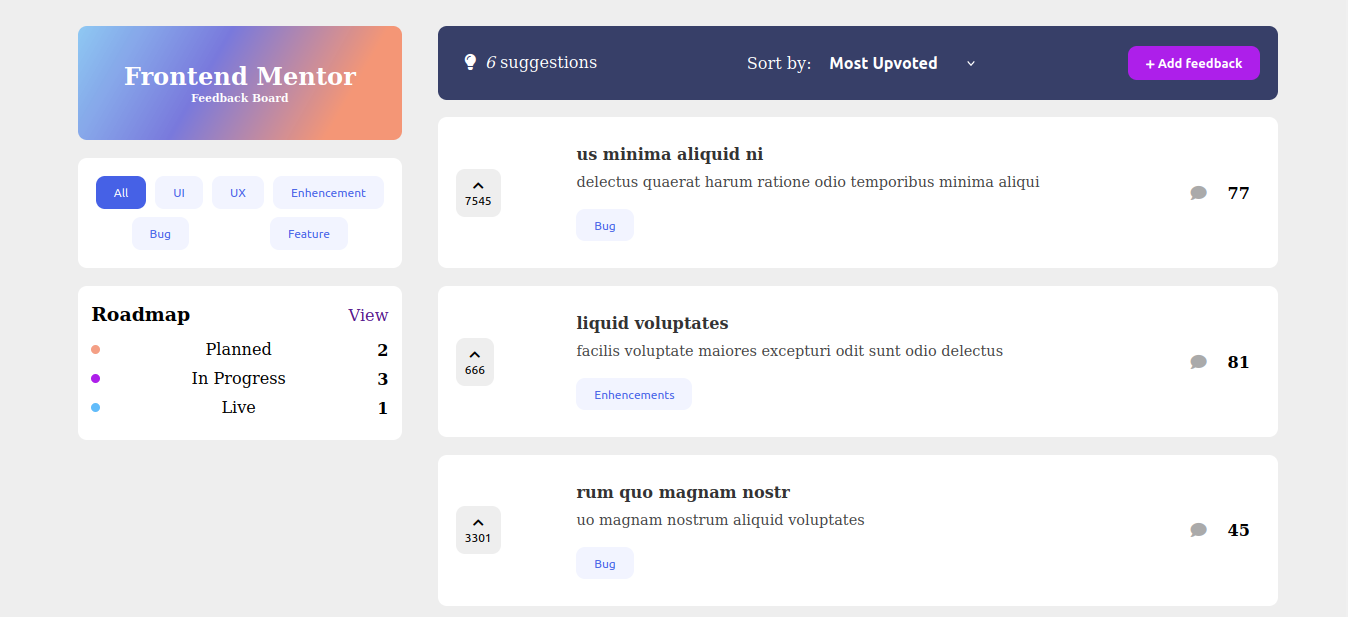 Frontend Mentor
Feedback Board
All UI UX Enhencement
Bug Feature
Roadmap View
Planned 2
In Progress 3
Live 1
6 suggestions Sort by: Most Upvoted + Add feedback
us minima aliquid ni
delectus quaerat harum ratione odio temporibus minima aliqui
Bug
7545
77
liquid voluptates
facilis voluptate maiores excepturi odit sunt odio delectus
Enhencements
666
81
rum quo magnam nostr
uo magnam nostrum aliquid voluptates
Bug
3301
45